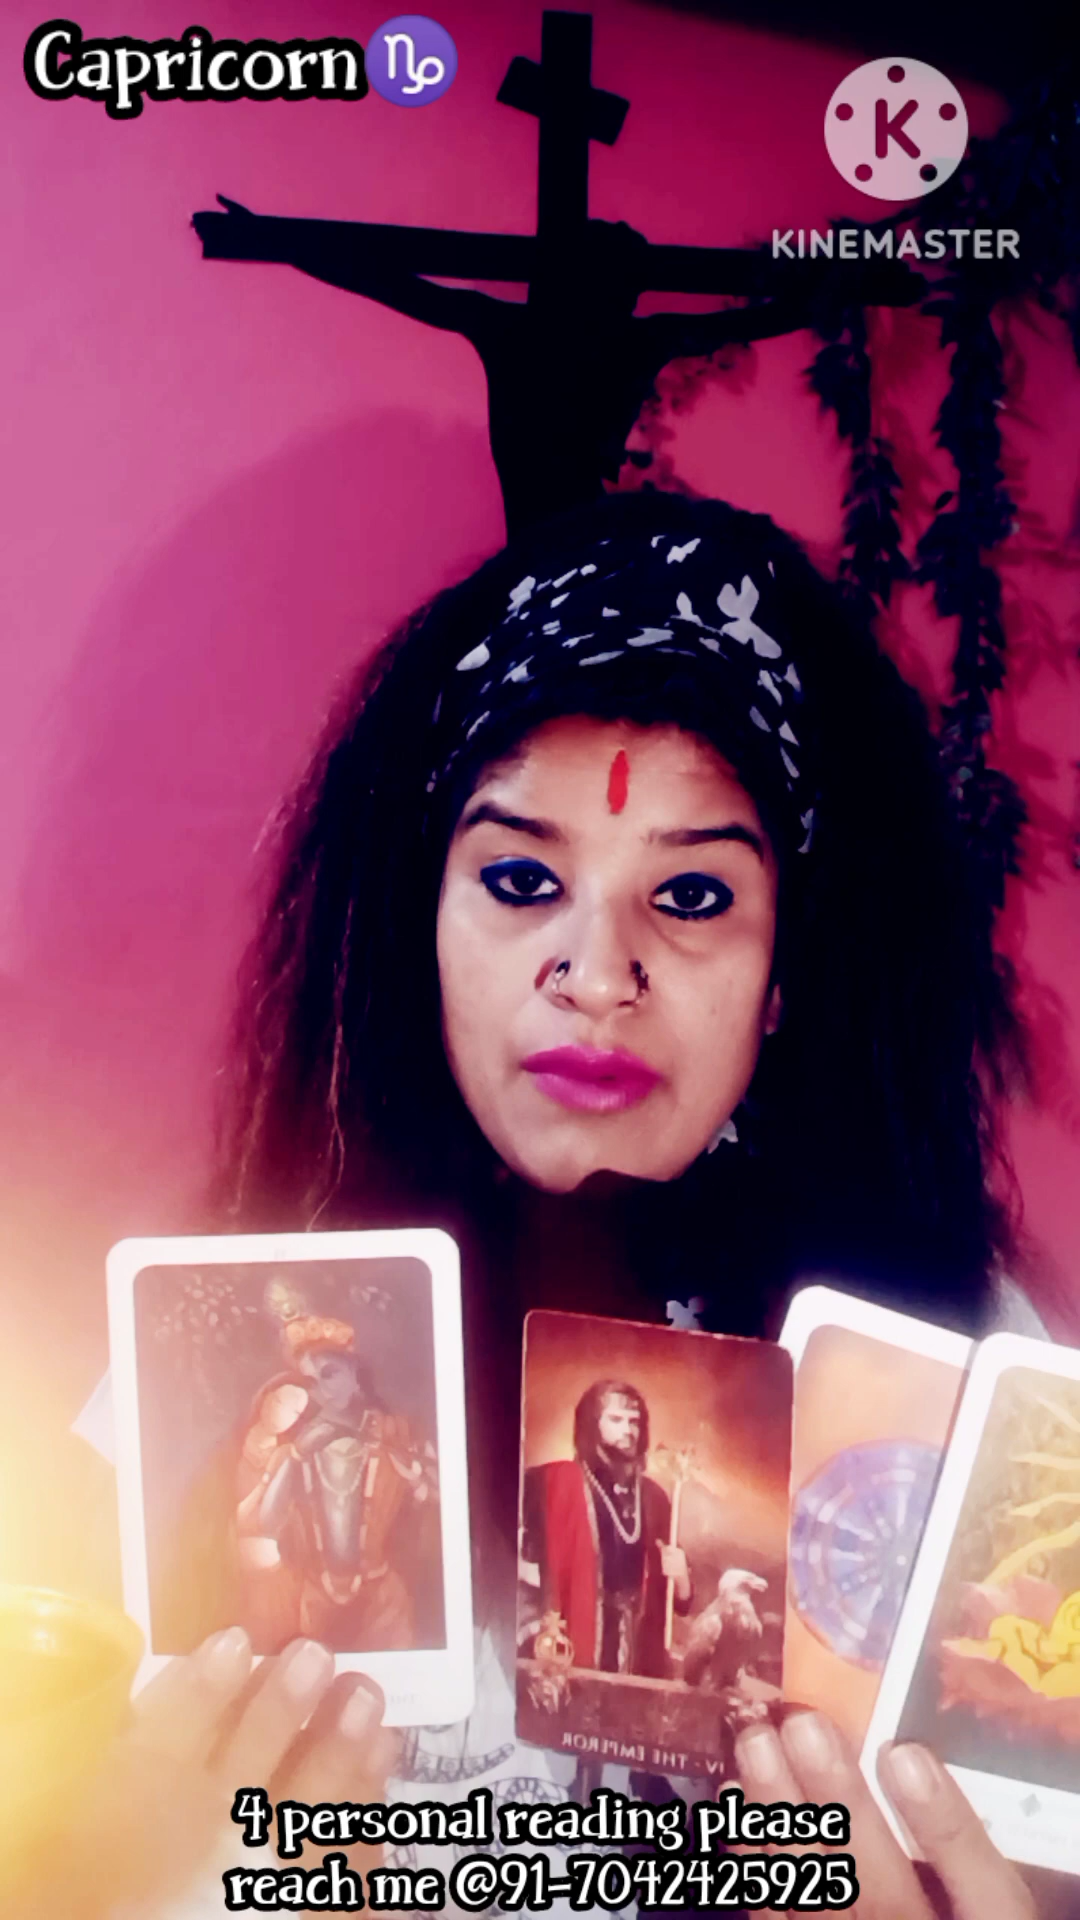 Capricorn♑
KINEMASTER
IV - THE EMPEROR
4 personal reading please
reach me @91-7042425925